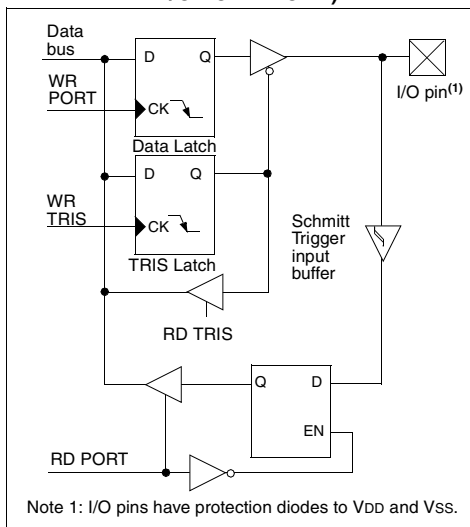 Data
bus
D Q
WR
PORT
CK
I/O pin(1)
Data Latch
D Q
WR
TRIS
CK
TRIS Latch
Schmitt
Trigger
input
buffer
RD TRIS
Q D
EN
RD PORT
Note 1: I/O pins have protection diodes to VDD and VSS.